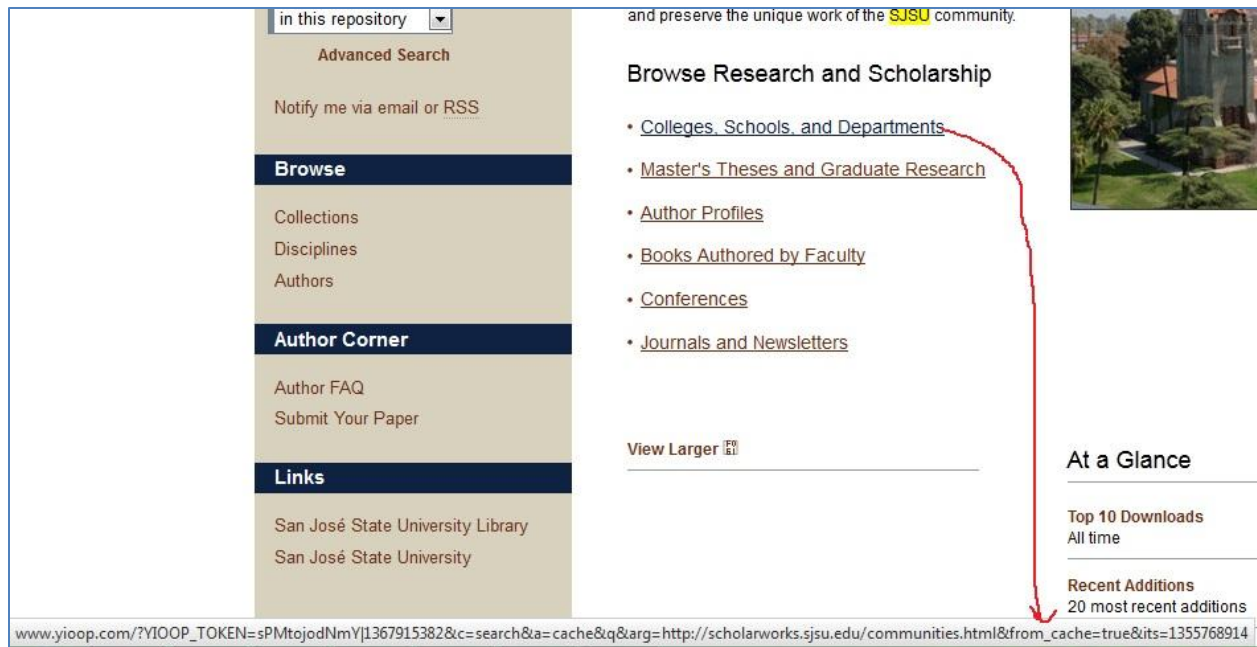 in this repository
Advanced Search
Notify me via email or RSS
Browse
Collections
Disciplines
Authors
Author Corner
Author FAQ
Submit Your Paper
Links
San José State University Library
San José State University
and preserve the unique work of the SJSU community.
Browse Research and Scholarship
• Colleges, Schools, and Departments
• Master's Theses and Graduate Research
• Author Profiles
• Books Authored by Faculty
• Conferences
• Journals and Newsletters
View Larger
At a Glance
Top 10 Downloads
All time
Recent Additions
20 most recent additions
www.yioop.com/?YIOOP_TOKEN=sPMtojodNmY|1367915382&c=search&a=cache&q&arg=http://scholarworks.sjsu.edu/communities.html&from_cache=true&its=1355768914